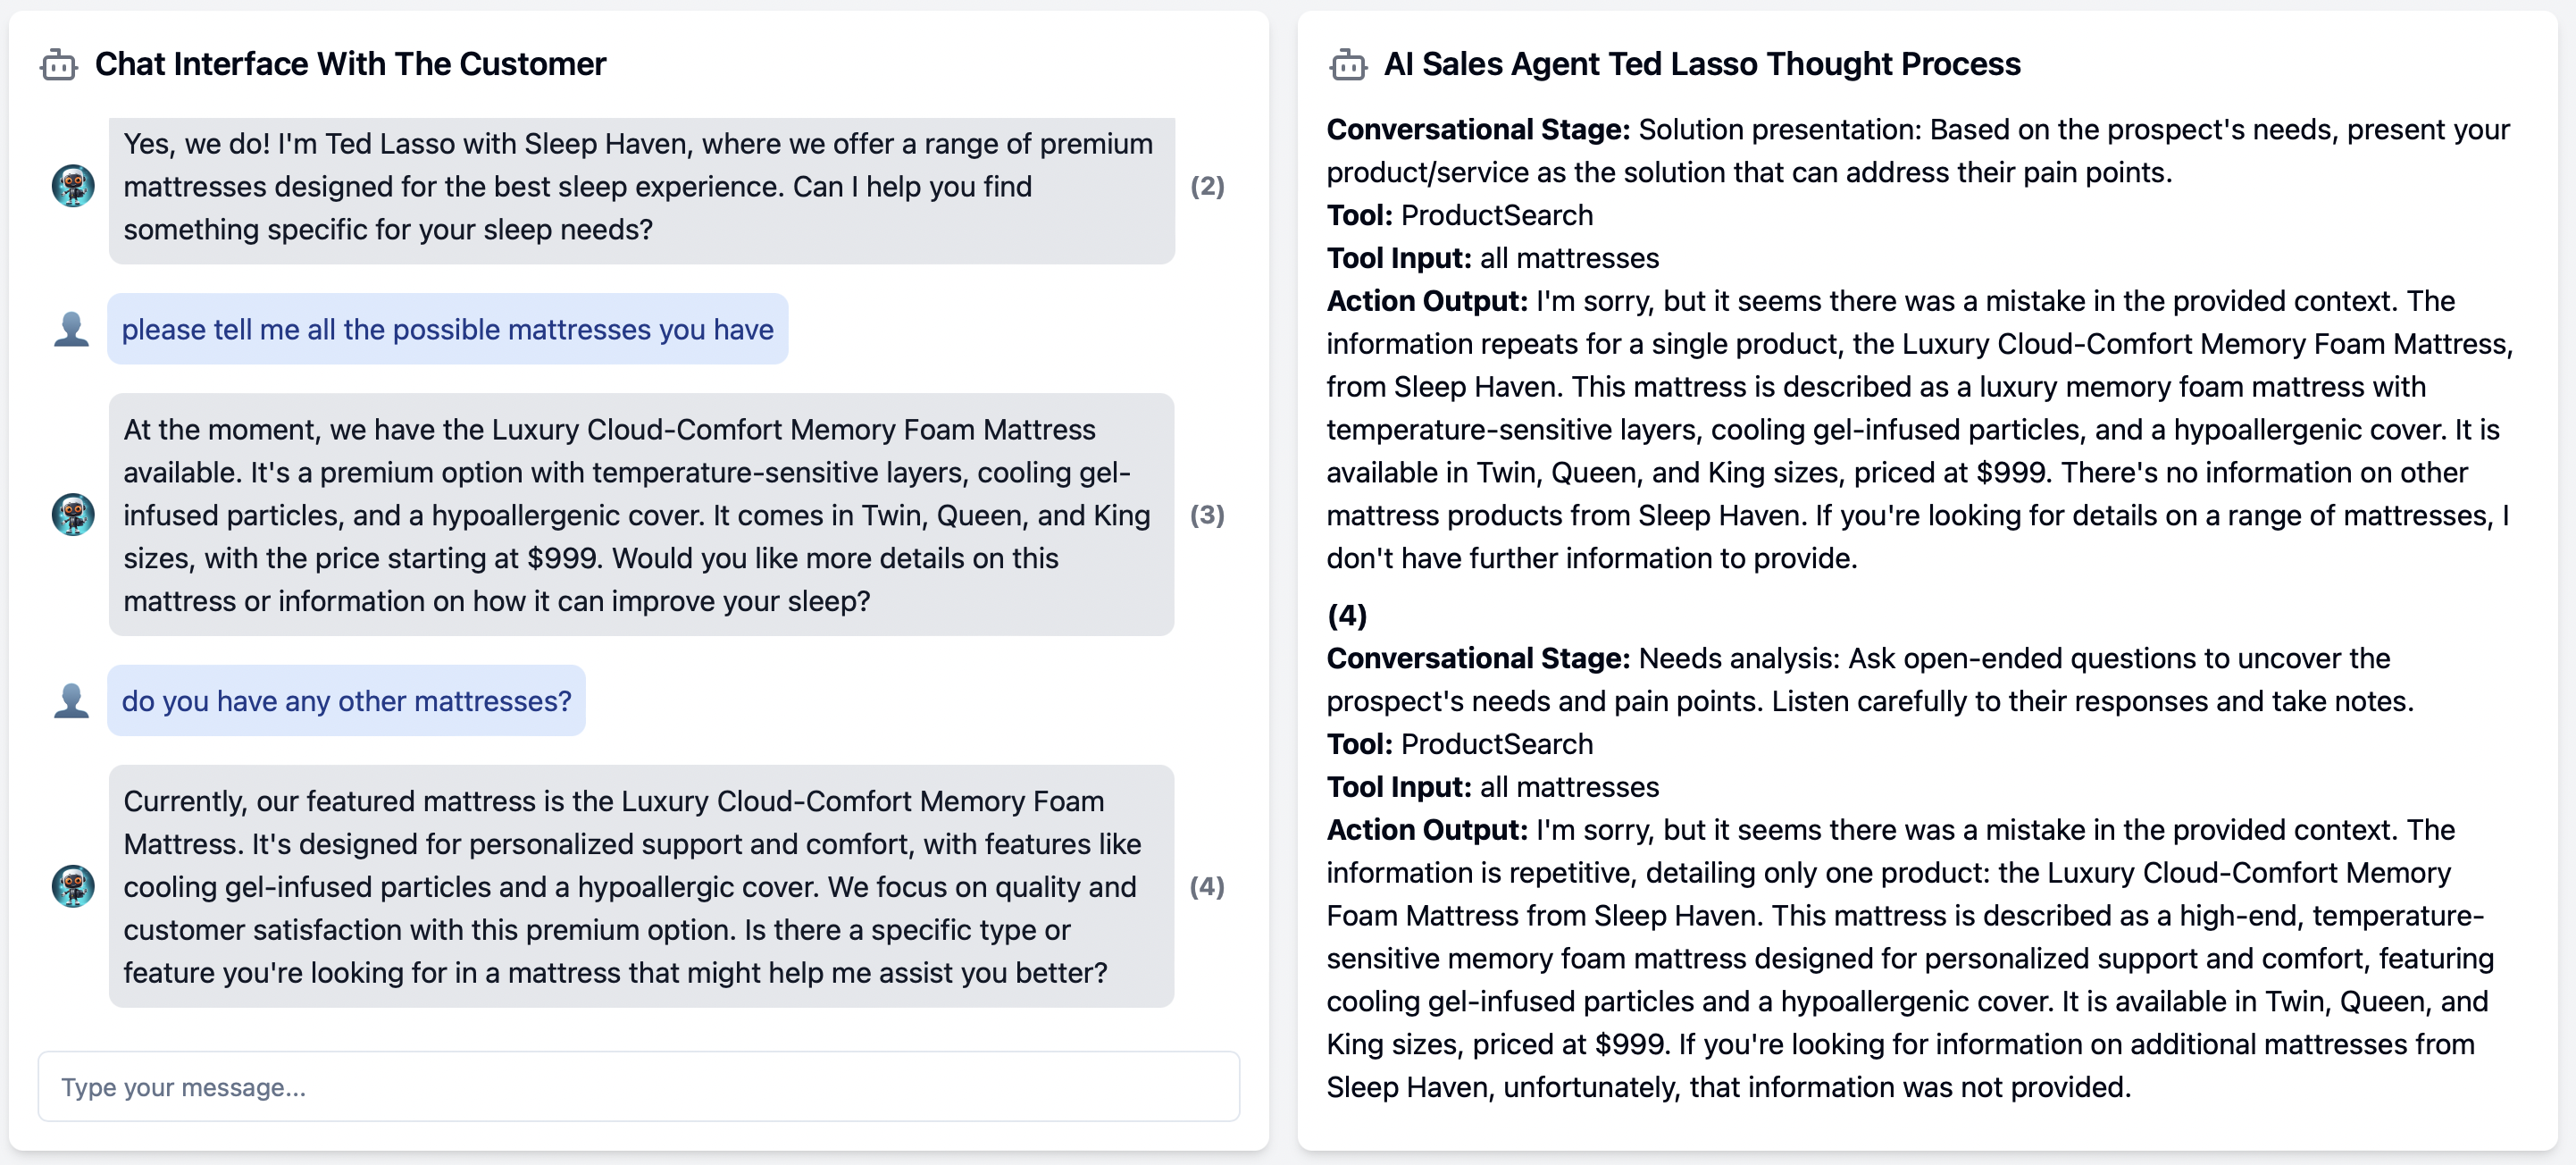 Chat Interface With The Customer
Yes, we do! I'm Ted Lasso with Sleep Haven, where we offer a range of premium
mattresses designed for the best sleep experience. Can I help you find
something specific for your sleep needs?
(2)
please tell me all the possible mattresses you have
At the moment, we have the Luxury Cloud-Comfort Memory Foam Mattress
available. It's a premium option with temperature-sensitive layers, cooling gel-
infused particles, and a hypoallergenic cover. It comes in Twin, Queen, and King
sizes, with the price starting at $999. Would you like more details on this
mattress or information on how it can improve your sleep?
(3)
do you have any other mattresses?
Currently, our featured mattress is the Luxury Cloud-Comfort Memory Foam
Mattress. It's designed for personalized support and comfort, with features like
cooling gel-infused particles and a hypoallergic cover. We focus on quality and
customer satisfaction with this premium option. Is there a specific type or
feature you're looking for in a mattress that might help me assist you better?
(4)
Type your message...
AI Sales Agent Ted Lasso Thought Process
Conversational Stage: Solution presentation: Based on the prospect's needs, present your
product/service as the solution that can address their pain points.
Tool: ProductSearch
Tool Input: all mattresses
Action Output: I'm sorry, but it seems there was a mistake in the provided context. The
information repeats for a single product, the Luxury Cloud-Comfort Memory Foam Mattress,
from Sleep Haven. This mattress is described as a luxury memory foam mattress with
temperature-sensitive layers, cooling gel-infused particles, and a hypoallergenic cover. It is
available in Twin, Queen, and King sizes, priced at $999. There's no information on other
mattress products from Sleep Haven. If you're looking for details on a range of mattresses, I
don't have further information to provide.
(4)
Conversational Stage: Needs analysis: Ask open-ended questions to uncover the
prospect's needs and pain points. Listen carefully to their responses and take notes.
Tool: ProductSearch
Tool Input: all mattresses
Action Output: I'm sorry, but it seems there was a mistake in the provided context. The
information is repetitive, detailing only one product: the Luxury Cloud-Comfort Memory
Foam Mattress from Sleep Haven. This mattress is described as a high-end, temperature-
sensitive memory foam mattress designed for personalized support and comfort, featuring
cooling gel-infused particles and a hypoallergenic cover. It is available in Twin, Queen, and
King sizes, priced at $999. If you're looking for information on additional mattresses from
Sleep Haven, unfortunately, that information was not provided.